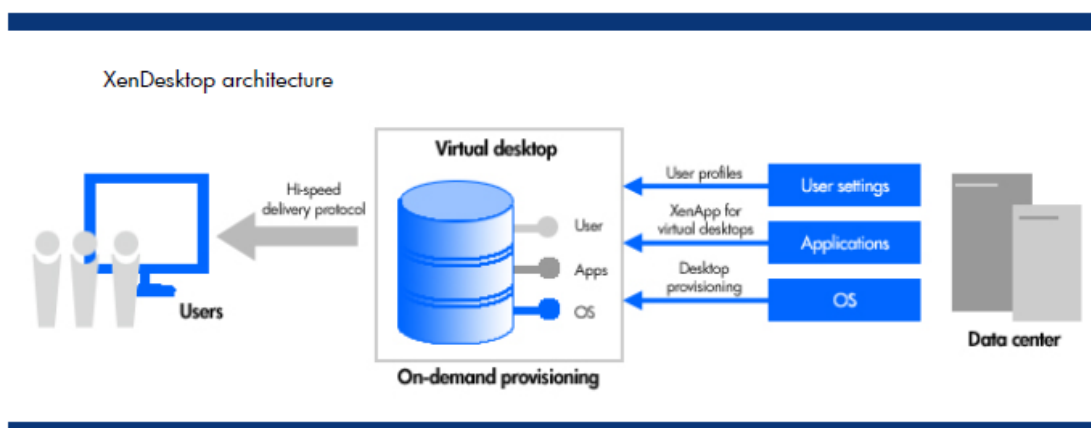 XenDesktop architecture
Virtual desktop
Hi-speed
delivery protocol
User
Apps
OS
Users
On-demand provisioning
User profiles
User settings
XenApp for
virtual desktops
Applications
Desktop
provisioning
OS
Data center